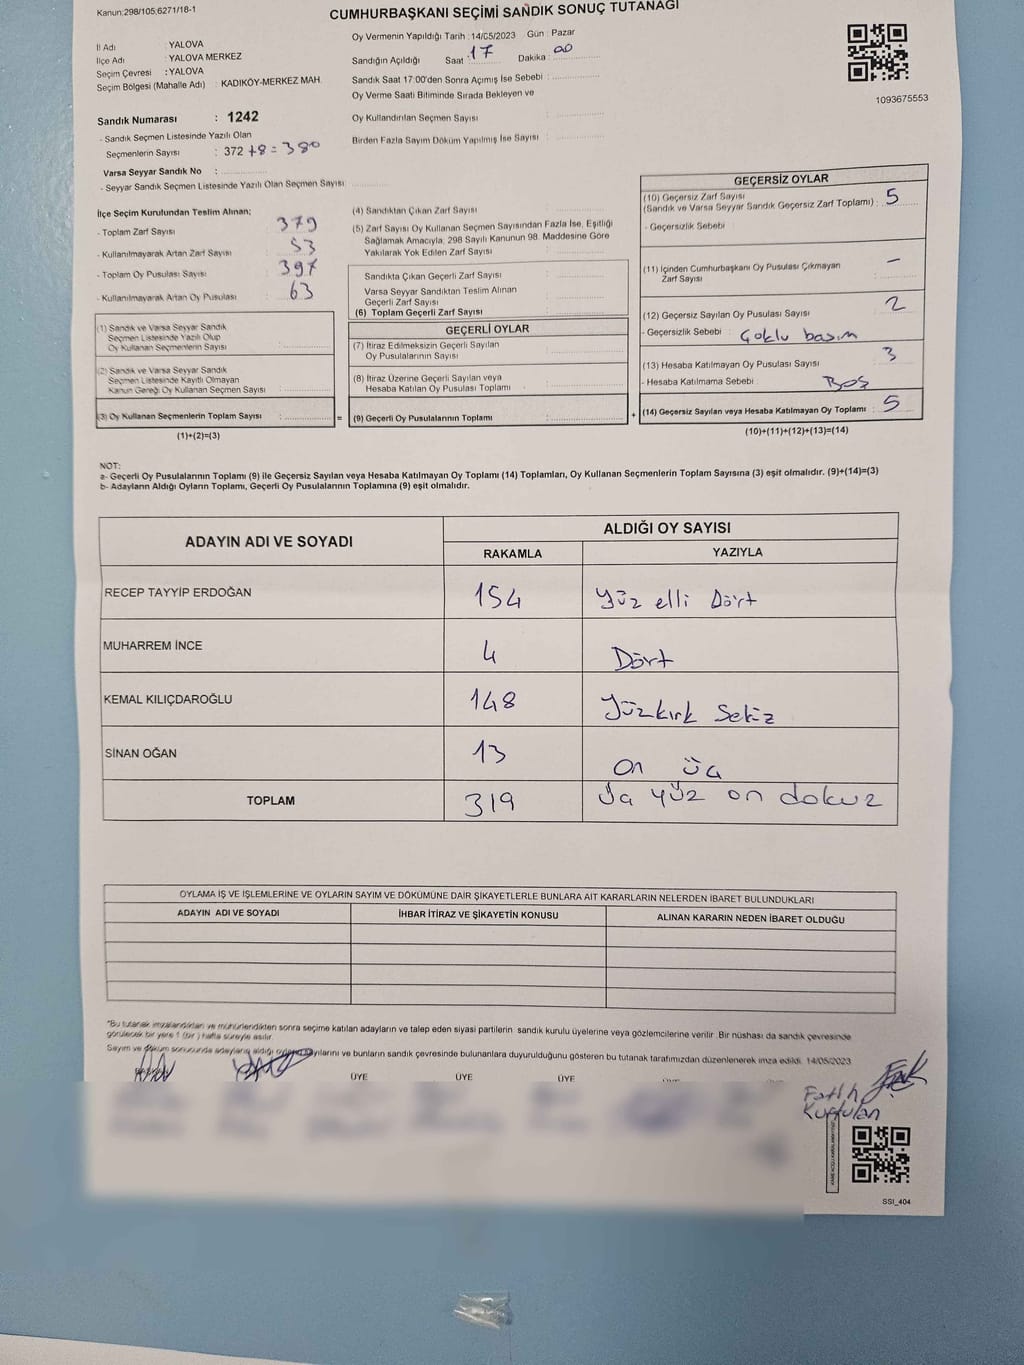 Kanun:298/105,6271/18-1
CUMHURBAŞKANI SEÇİMİ SANDIK SONUÇ TUTANAĞI
İl Adı : YALOVA
İlçe Adı : YALOVA MERKEZ
Seçim Çevresi : YALOVA
Seçim Bölgesi (Mahalle Adı) : KADIKÖY-MERKEZ MAH.
Sandık Numarası : 1242
- Sandık Seçmen Listesinde Yazılı Olan
Seçmenlerin Sayısı : 372 +8 = 380
Varsa Seyyar Sandık No :
- Seyyar Sandık Seçmen Listesinde Yazılı Olan Seçmen Sayısı:
Oy Vermenin Yapıldığı Tarih : 14/05/2023 Gün : Pazar
Sandığın Açıldığı Saat : 17 Dakika : 00
Sandık Saat 17:00'den Sonra Açımış İse Sebebi :
Oy Verme Saati Bitiminde Sırada Bekleyen ve
Oy Kullandırılan Seçmen Sayısı :
Birden Fazla Sayım Döküm Yapılmış İse Sayısı :
1093675553
İlçe Seçim Kurulundan Teslim Alınan;
- Toplam Zarf Sayısı : 379
- Kullanılmayarak Artan Zarf Sayısı : 53
- Toplam Oy Pusulası Sayısı : 397
- Kullanılmayarak Artan Oy Pusulası : 63
(1) Sandık ve Varsa Seyyar Sandık
Seçmen Listesinde Yazılı Olup
Oy Kullanan Seçmenlerin Sayısı :
(2) Sandık ve Varsa Seyyar Sandık
Seçmen Listesinde Kayıtlı Olmayan
Kanun Gereği Oy Kullanan Seçmen Sayısı :
(3) Oy Kullanan Seçmenlerin Toplam Sayısı :
(1)+(2)=(3)
(4) Sandıktan Çıkan Zarf Sayısı :
(5) Zarf Sayısı Oy Kullanan Seçmen Sayısından Fazla İse, Eşitliği
Sağlamak Amacıyla, 298 Sayılı Kanunun 98. Maddesine Göre
Yakılarak Yok Edilen Zarf Sayısı :
Sandıkta Çıkan Geçerli Zarf Sayısı :
Varsa Seyyar Sandıktan Teslim Alınan
Geçerli Zarf Sayısı :
(6) Toplam Geçerli Zarf Sayısı :
GEÇERLİ OYLAR
(7) İtiraz Edilmeksizin Geçerli Sayılan
Oy Pusulalarının Sayısı :
(8) İtiraz Üzerine Geçerli Sayılan veya
Hesaba Katılan Oy Pusulası Toplamı :
= (9) Geçerli Oy Pusulalarının Toplamı : +
GEÇERSİZ OYLAR
(10) Geçersiz Zarf Sayısı
(Sandık ve Varsa Seyyar Sandık Geçersiz Zarf Toplamı) : 5
- Geçersizlik Sebebi :
(11) İçinden Cumhurbaşkanı Oy Pusulası Çıkmayan
Zarf Sayısı : -
(12) Geçersiz Sayılan Oy Pusulası Sayısı : 2
- Geçersizlik Sebebi : Çoklu basım
(13) Hesaba Katılmayan Oy Pusulası Sayısı : 3
- Hesaba Katılmama Sebebi : Boş
(14) Geçersiz Sayılan veya Hesaba Katılmayan Oy Toplamı : 5
(10)+(11)+(12)+(13)=(14)
NOT:
a- Geçerli Oy Pusulalarının Toplamı (9) ile Geçersiz Sayılan veya Hesaba Katılmayan Oy Toplamı (14) Toplamları, Oy Kullanan Seçmenlerin Toplam Sayısına (3) eşit olmalıdır. (9)+(14)=(3)
b- Adayların Aldığı Oyların Toplamı, Geçerli Oy Pusulalarının Toplamına (9) eşit olmalıdır.
ADAYIN ADI VE SOYADI
ALDIĞI OY SAYISI
RAKAMLA YAZIYLA
RECEP TAYYİP ERDOĞAN 154 Yüz elli Dört
MUHARREM İNCE 4 Dört
KEMAL KILIÇDAROĞLU 148 Yüzkırk Sekiz
SİNAN OĞAN 13 On üç
TOPLAM 319 Üç yüz on dokuz
OYLAMA İŞ VE İŞLEMLERİNE VE OYLARIN SAYIM VE DÖKÜMÜNE DAİR ŞİKAYETLERLE BUNLARA AİT KARARLARIN NELERDEN İBARET BULUNDUKLARI
ADAYIN ADI VE SOYADI İHBAR İTİRAZ VE ŞİKAYETİN KONUSU ALINAN KARARIN NEDEN İBARET OLDUĞU
*Bu tutanak imzalandıktan ve mühürlendikten sonra seçime katılan adayların ve talep eden siyasi partilerin sandık kurulu üyelerine veya gözlemcilerine verilir. Bir nüshası da sandık çevresinde
görülecek bir yere 1 (bir) hafta süreyle asılır.
Sayım ve döküm sonucunda adayların aldığı oyların sayılarını ve bunların sandık çevresinde bulunanlara duyurulduğunu gösteren bu tutanak tarafımızdan düzenlenerek imza edildi. 14/05/2023
ÜYE ÜYE ÜYE
Fatih
Kurtulan
SSI_404